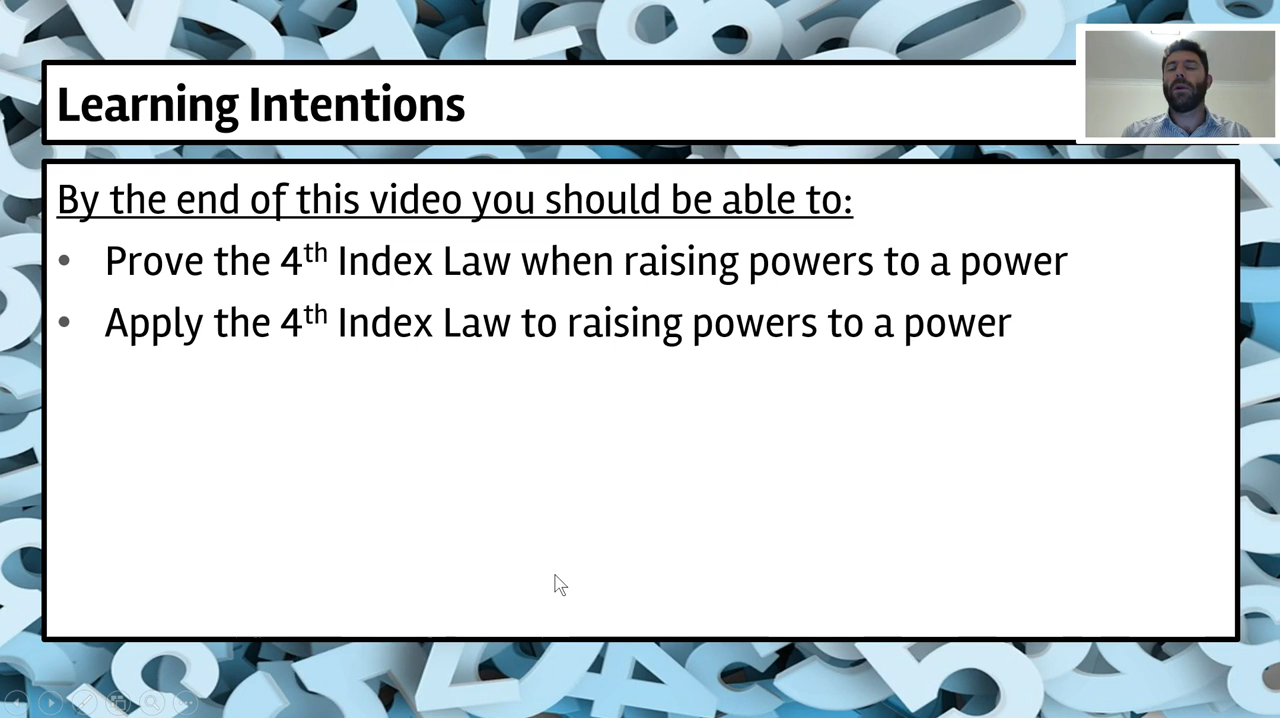 Learning Intentions
By the end of this video you should be able to:
• Prove the 4th Index Law when raising powers to a power
• Apply the 4th Index Law to raising powers to a power